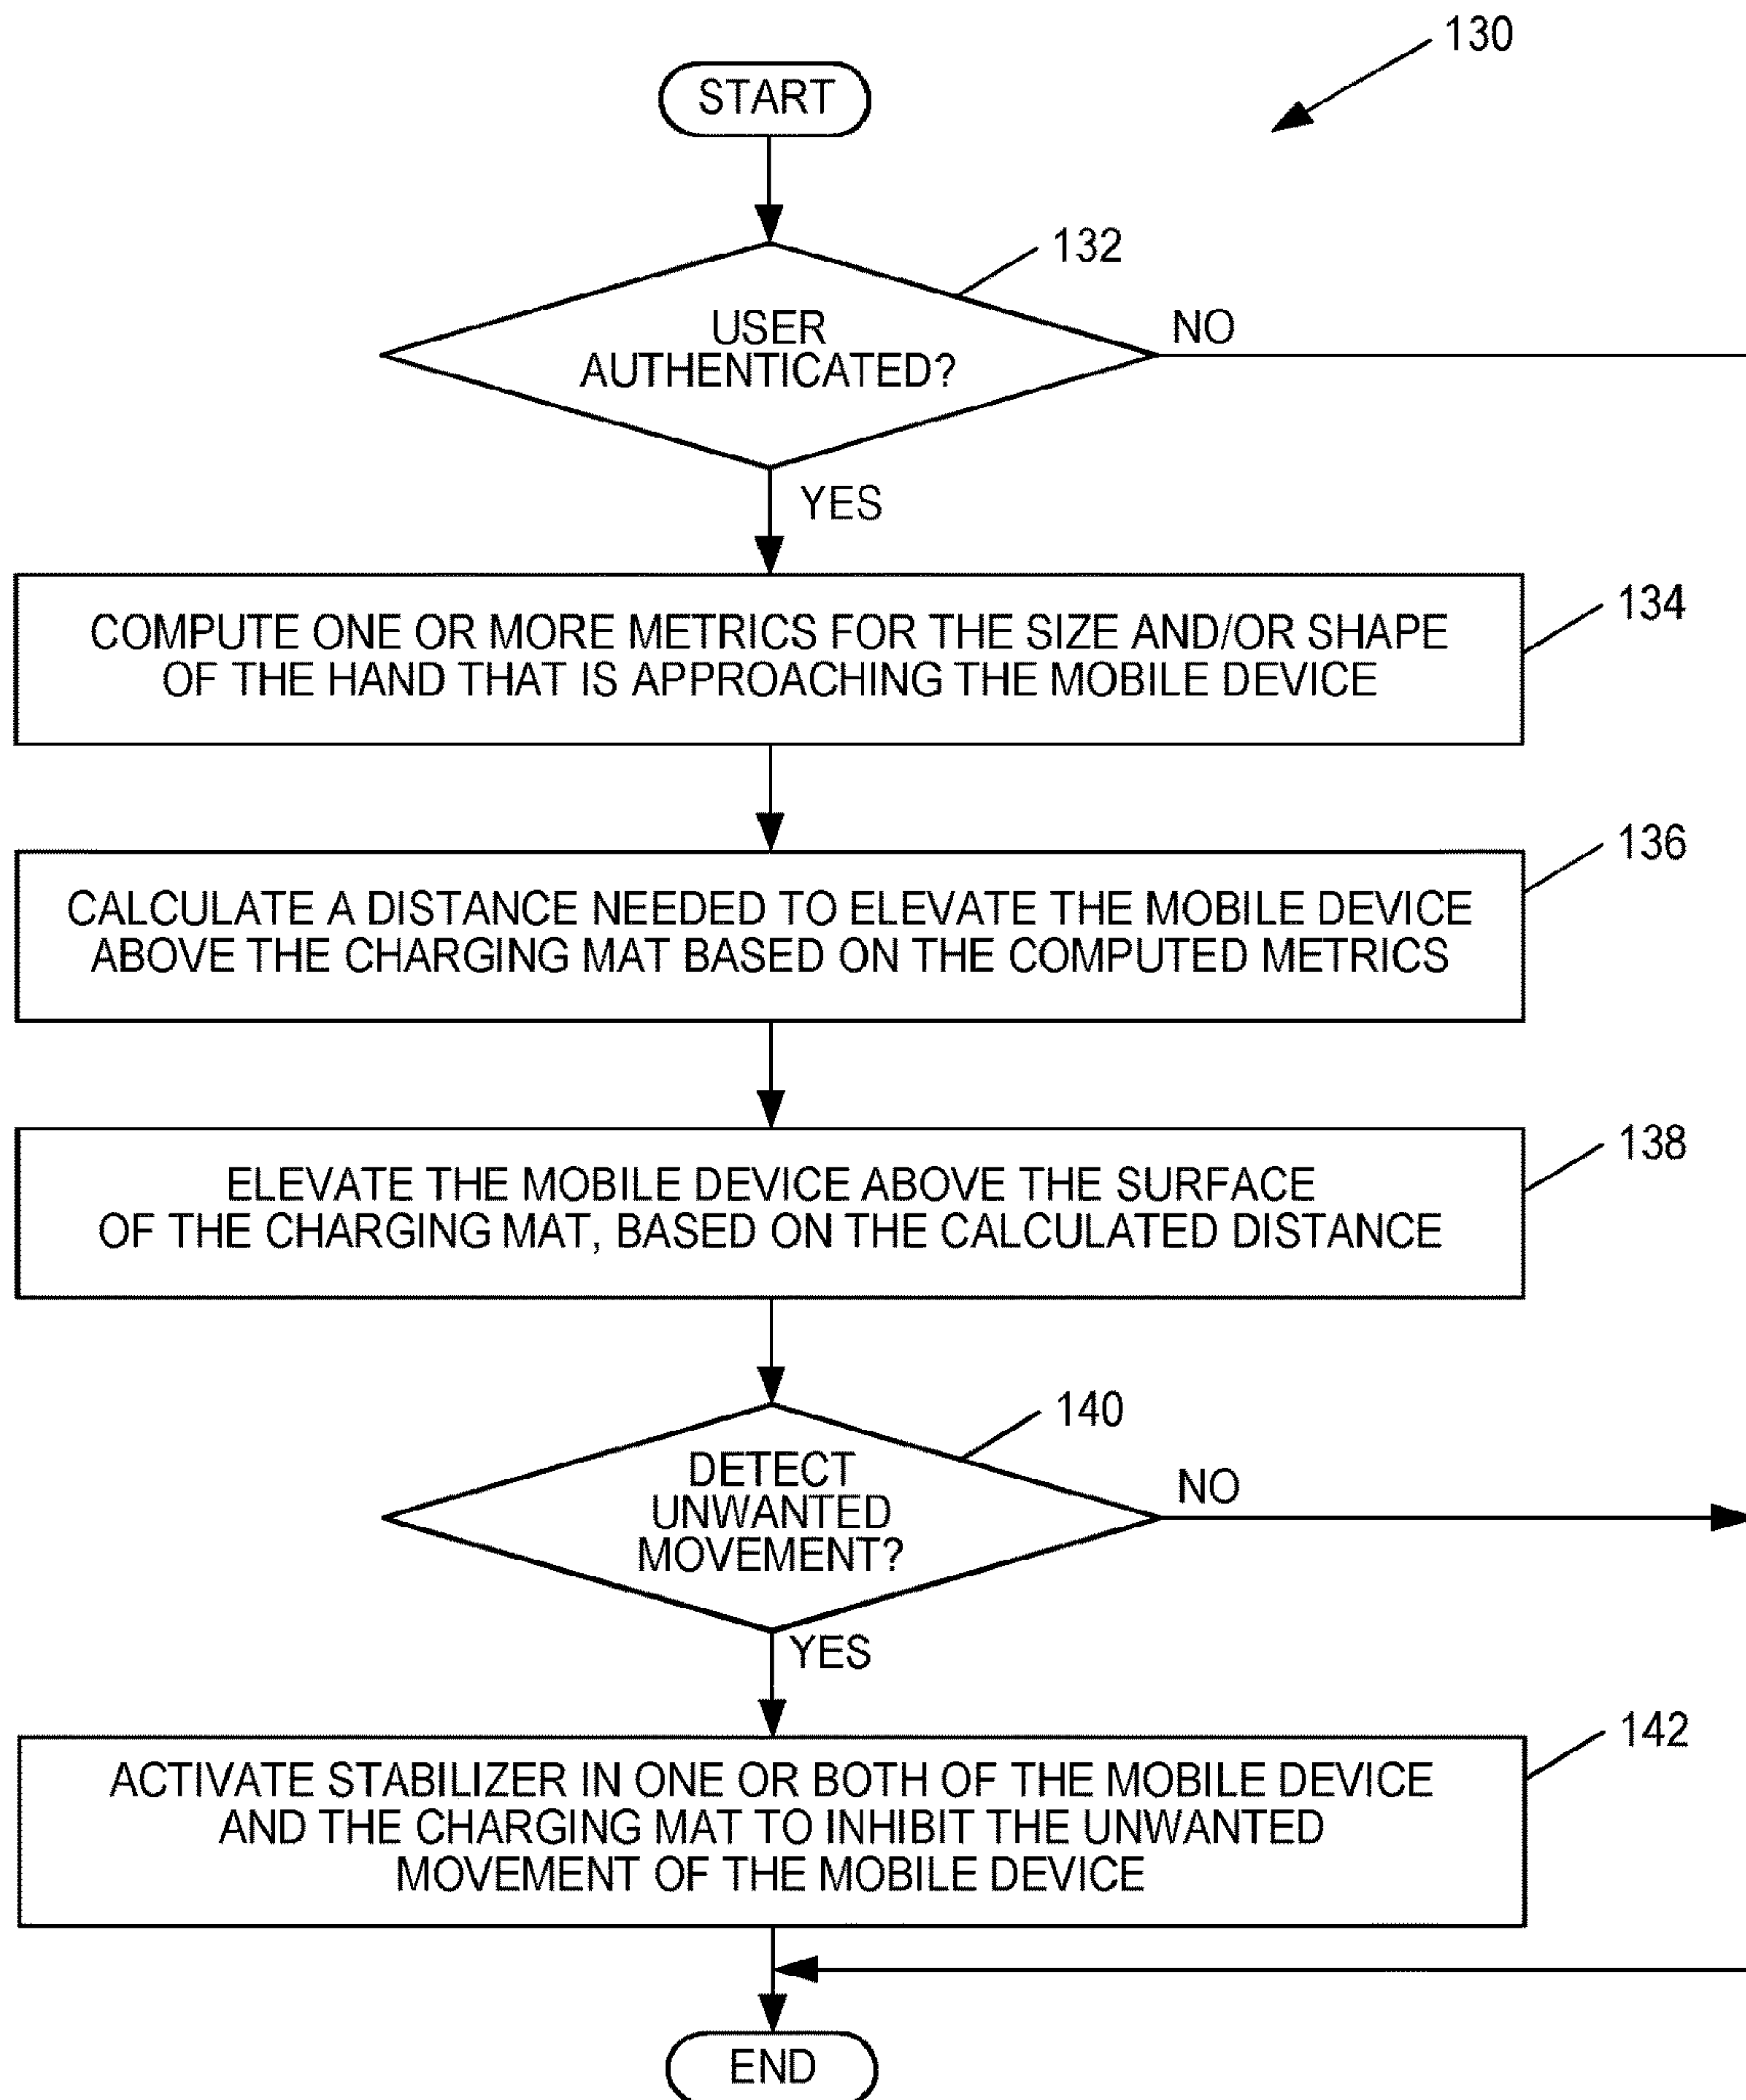 130
START
132
USER
AUTHENTICATED?
NO
YES
134
COMPUTE ONE OR MORE METRICS FOR THE SIZE AND/OR SHAPE
OF THE HAND THAT IS APPROACHING THE MOBILE DEVICE
136
CALCULATE A DISTANCE NEEDED TO ELEVATE THE MOBILE DEVICE
ABOVE THE CHARGING MAT BASED ON THE COMPUTED METRICS
138
ELEVATE THE MOBILE DEVICE ABOVE THE SURFACE
OF THE CHARGING MAT, BASED ON THE CALCULATED DISTANCE
140
DETECT
UNWANTED
MOVEMENT?
NO
YES
142
ACTIVATE STABILIZER IN ONE OR BOTH OF THE MOBILE DEVICE
AND THE CHARGING MAT TO INHIBIT THE UNWANTED
MOVEMENT OF THE MOBILE DEVICE
END